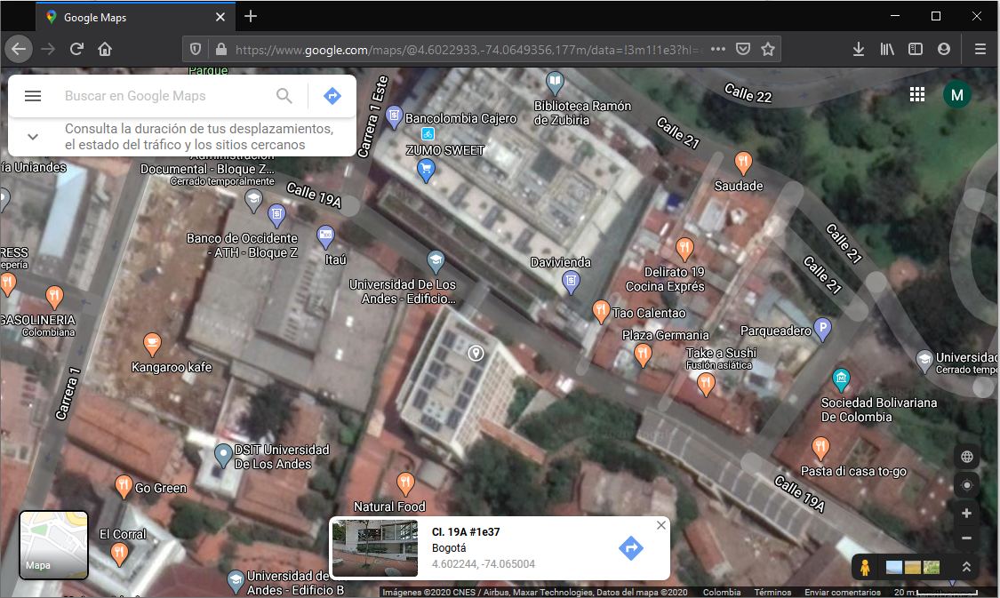 Google Maps
https://www.google.com/maps/@4.6022933,-74.0649356,177m/data=!3m1!1e3?hl=
Parque
Buscar en Google Maps
Consulta la duración de tus desplazamientos,
el estado del tráfico y los sitios cercanos
M
Calle 22
Carrera 1 Este
Bancolombia Cajero
Biblioteca Ramón
de Zubiria
Calle 21
ZUMO SWEET
Administración
Documental - Bloque Z...
Cerrado temporalmente
ía Uniandes
Saudade
Calle 19A
Banco de Occidente
- ATH - Bloque Z
Itaú
Calle 21
RESS
epería
Davivienda
Calle 21
Delirato 19
Cocina Exprés
Universidad De Los
Andes - Edificio...
Tao Calentao
GASOLINERIA
Colombiana
Parqueadero
P
Plaza Germania
Take a Sushi
Fusión asiática
Kangaroo kafe
Universidad
Cerrado tempo
Carrera 1
Sociedad Bolivariana
De Colombia
DSIT Universidad
De Los Andes
Pasta di casa to-go
Go Green
Calle 19A
Natural Food
El Corral
Cl. 19A #1e37
Bogotá
4.602244, -74.065004
Mapa
Universidad de
Andes - Edificio B
Imágenes ©2020 CNES / Airbus, Maxar Technologies, Datos del mapa ©2020
Colombia
Términos
Enviar comentarios
20 m